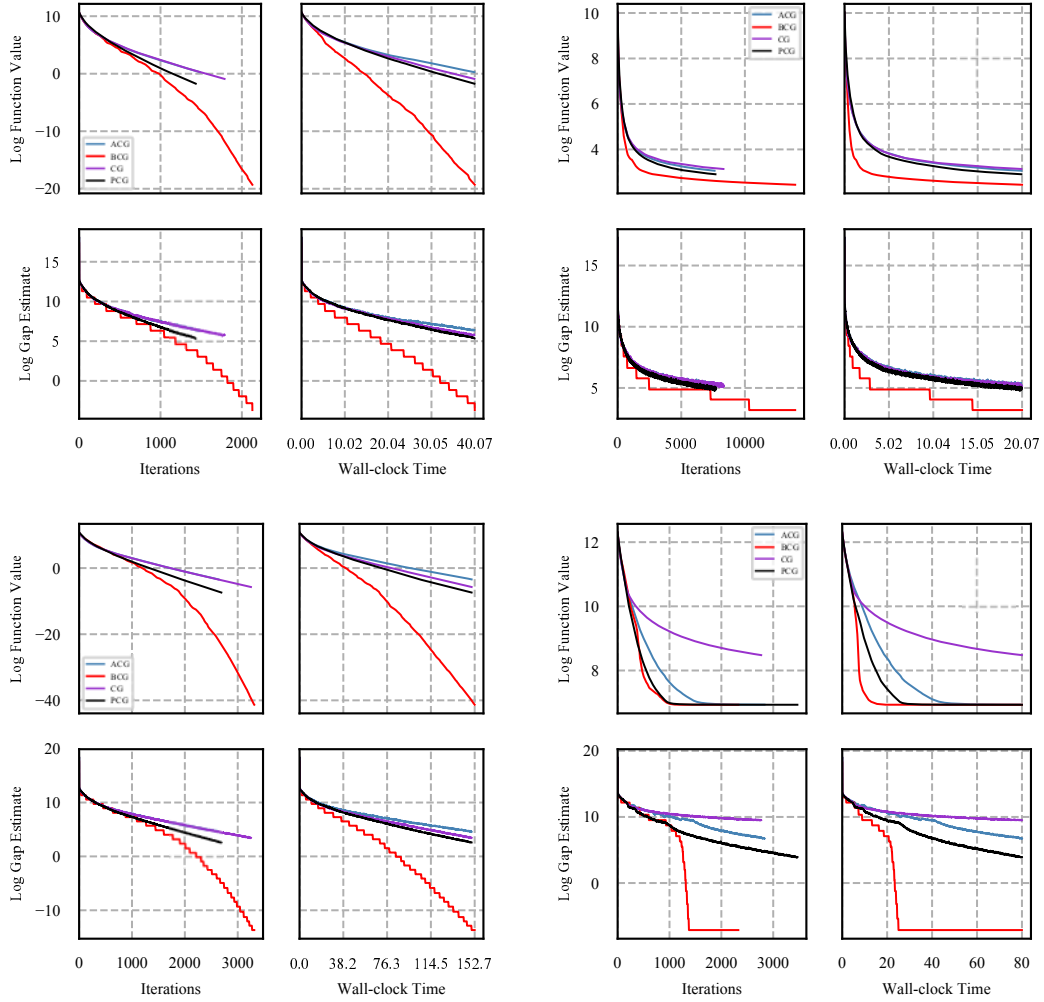 Log Function Value
10
0
−10
−20
ACG
BCG
CG
PCG
Log Gap Estimate
15
10
5
0
0
1000
2000
Iterations
0.00
10.02
20.04
30.05
40.07
Wall-clock Time
Log Function Value
10
8
6
4
ACG
BCG
CG
PCG
Log Gap Estimate
15
10
5
0
5000
10000
Iterations
0.00
5.02
10.04
15.05
20.07
Wall-clock Time
Log Function Value
0
−20
−40
ACG
BCG
CG
PCG
Log Gap Estimate
20
10
0
−10
0
1000
2000
3000
Iterations
0.0
38.2
76.3
114.5
152.7
Wall-clock Time
Log Function Value
12
10
8
ACG
BCG
CG
PCG
Log Gap Estimate
20
10
0
0
1000
2000
3000
Iterations
0
20
40
60
80
Wall-clock Time